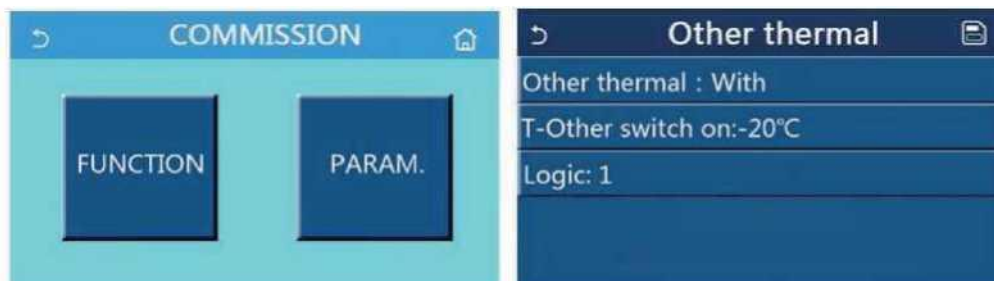 COMMISSION
FUNCTION
PARAM.
Other thermal
Other thermal : With
T-Other switch on:-20℃
Logic: 1